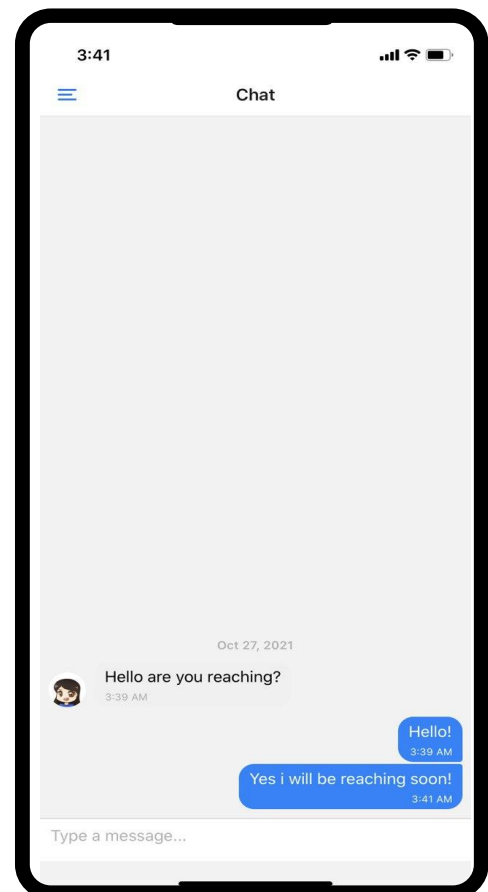 3:41
Chat
Oct 27, 2021
Hello are you reaching?
3:39 AM
Hello!
3:39 AM
Yes i will be reaching soon!
3:41 AM
Type a message...